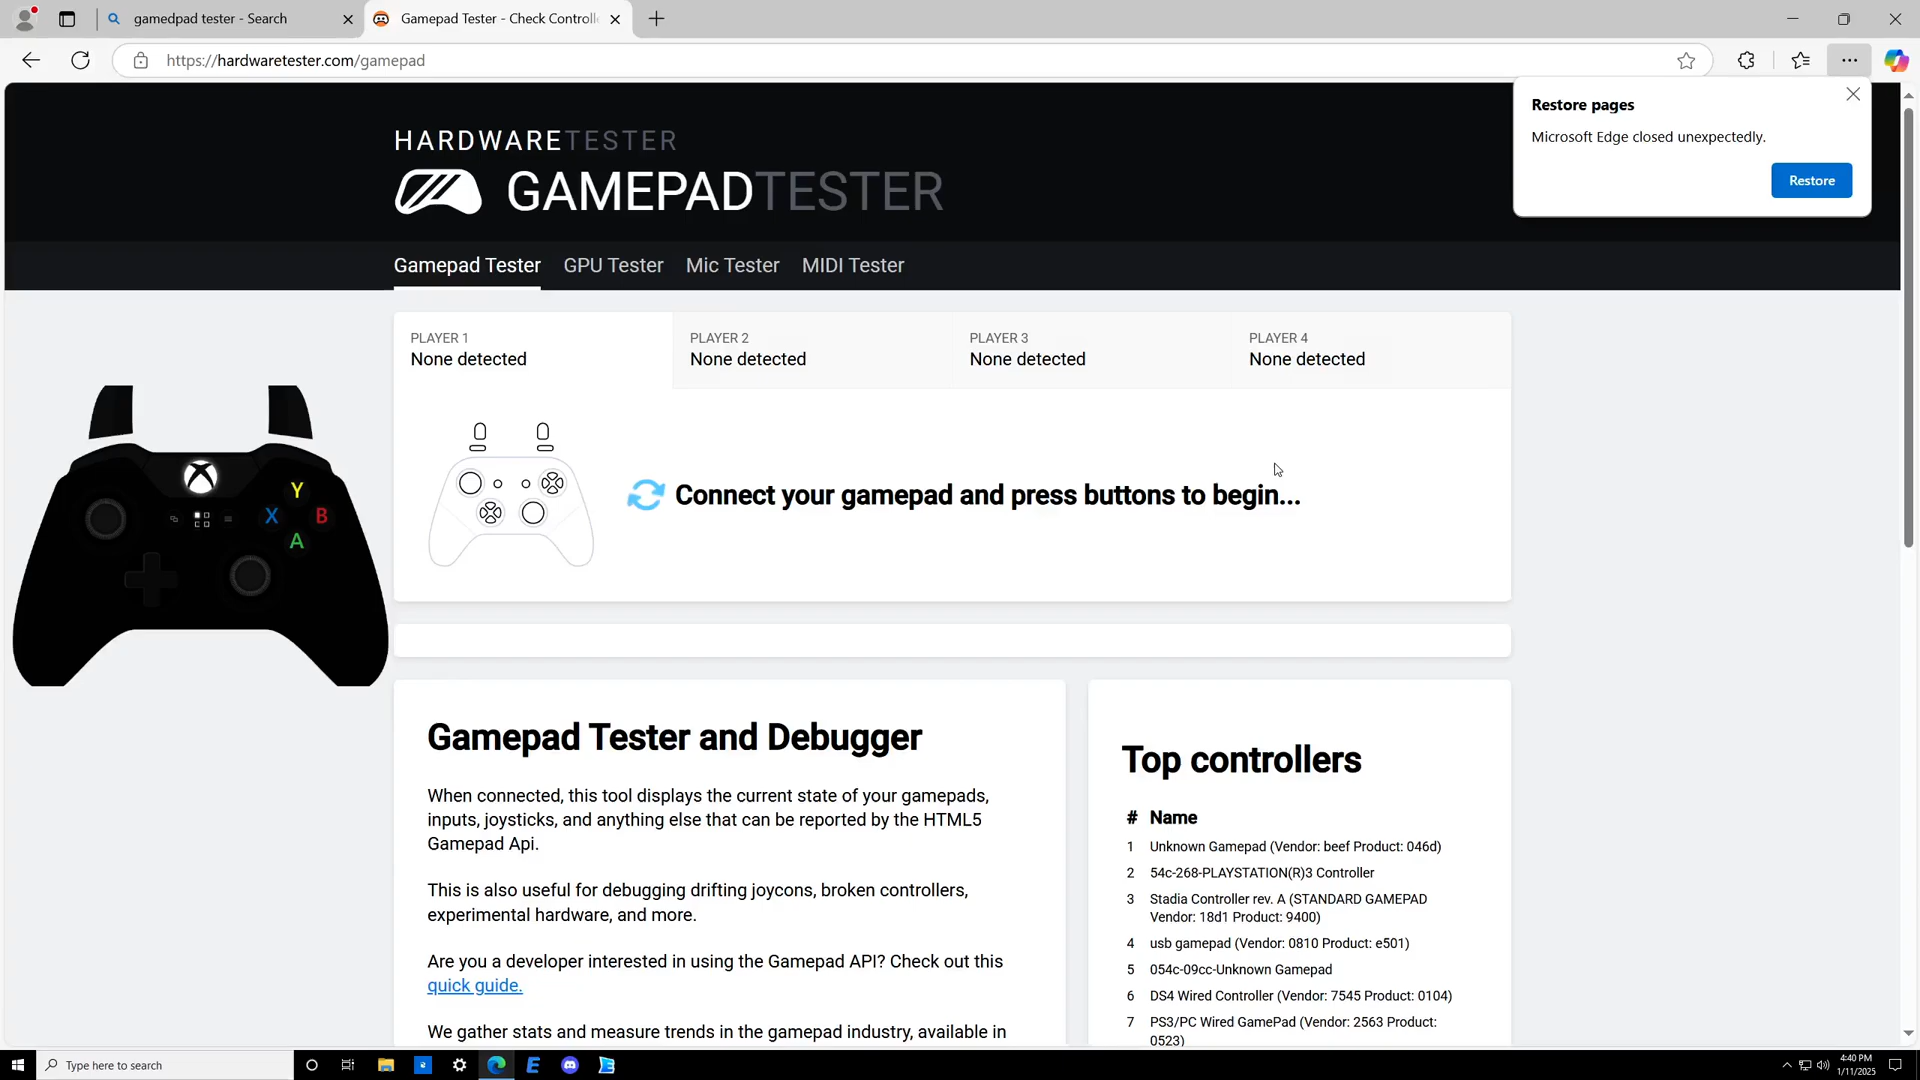 gamedpad tester - Search
Gamepad Tester - Check Controll
https://hardwaretester.com/gamepad
Restore pages
Microsoft Edge closed unexpectedly.
Restore
HARDWARETESTER
GAMEPADTESTER
Gamepad Tester GPU Tester Mic Tester MIDI Tester
PLAYER 1 PLAYER 2 PLAYER 3 PLAYER 4
None detected None detected None detected None detected
Connect your gamepad and press buttons to begin...
Y
X B
A
Gamepad Tester and Debugger
When connected, this tool displays the current state of your gamepads,
inputs, joysticks, and anything else that can be reported by the HTML5
Gamepad Api.
This is also useful for debugging drifting joycons, broken controllers,
experimental hardware, and more.
Are you a developer interested in using the Gamepad API? Check out this
quick guide.
We gather stats and measure trends in the gamepad industry, available in
Top controllers
# Name
1 Unknown Gamepad (Vendor: beef Product: 046d)
2 54c-268-PLAYSTATION(R)3 Controller
3 Stadia Controller rev. A (STANDARD GAMEPAD
Vendor: 18d1 Product: 9400)
4 usb gamepad (Vendor: 0810 Product: e501)
5 054c-09cc-Unknown Gamepad
6 DS4 Wired Controller (Vendor: 7545 Product: 0104)
7 PS3/PC Wired GamePad (Vendor: 2563 Product:
0523)
Type here to search
4:40 PM
1/11/2025